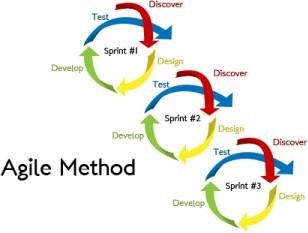 Discover
Test
Sprint #1
Develop
Design
Discover
Test
Sprint #2
Develop
Design
Discover
Test
Agile Method
Sprint #3
Develop
Design